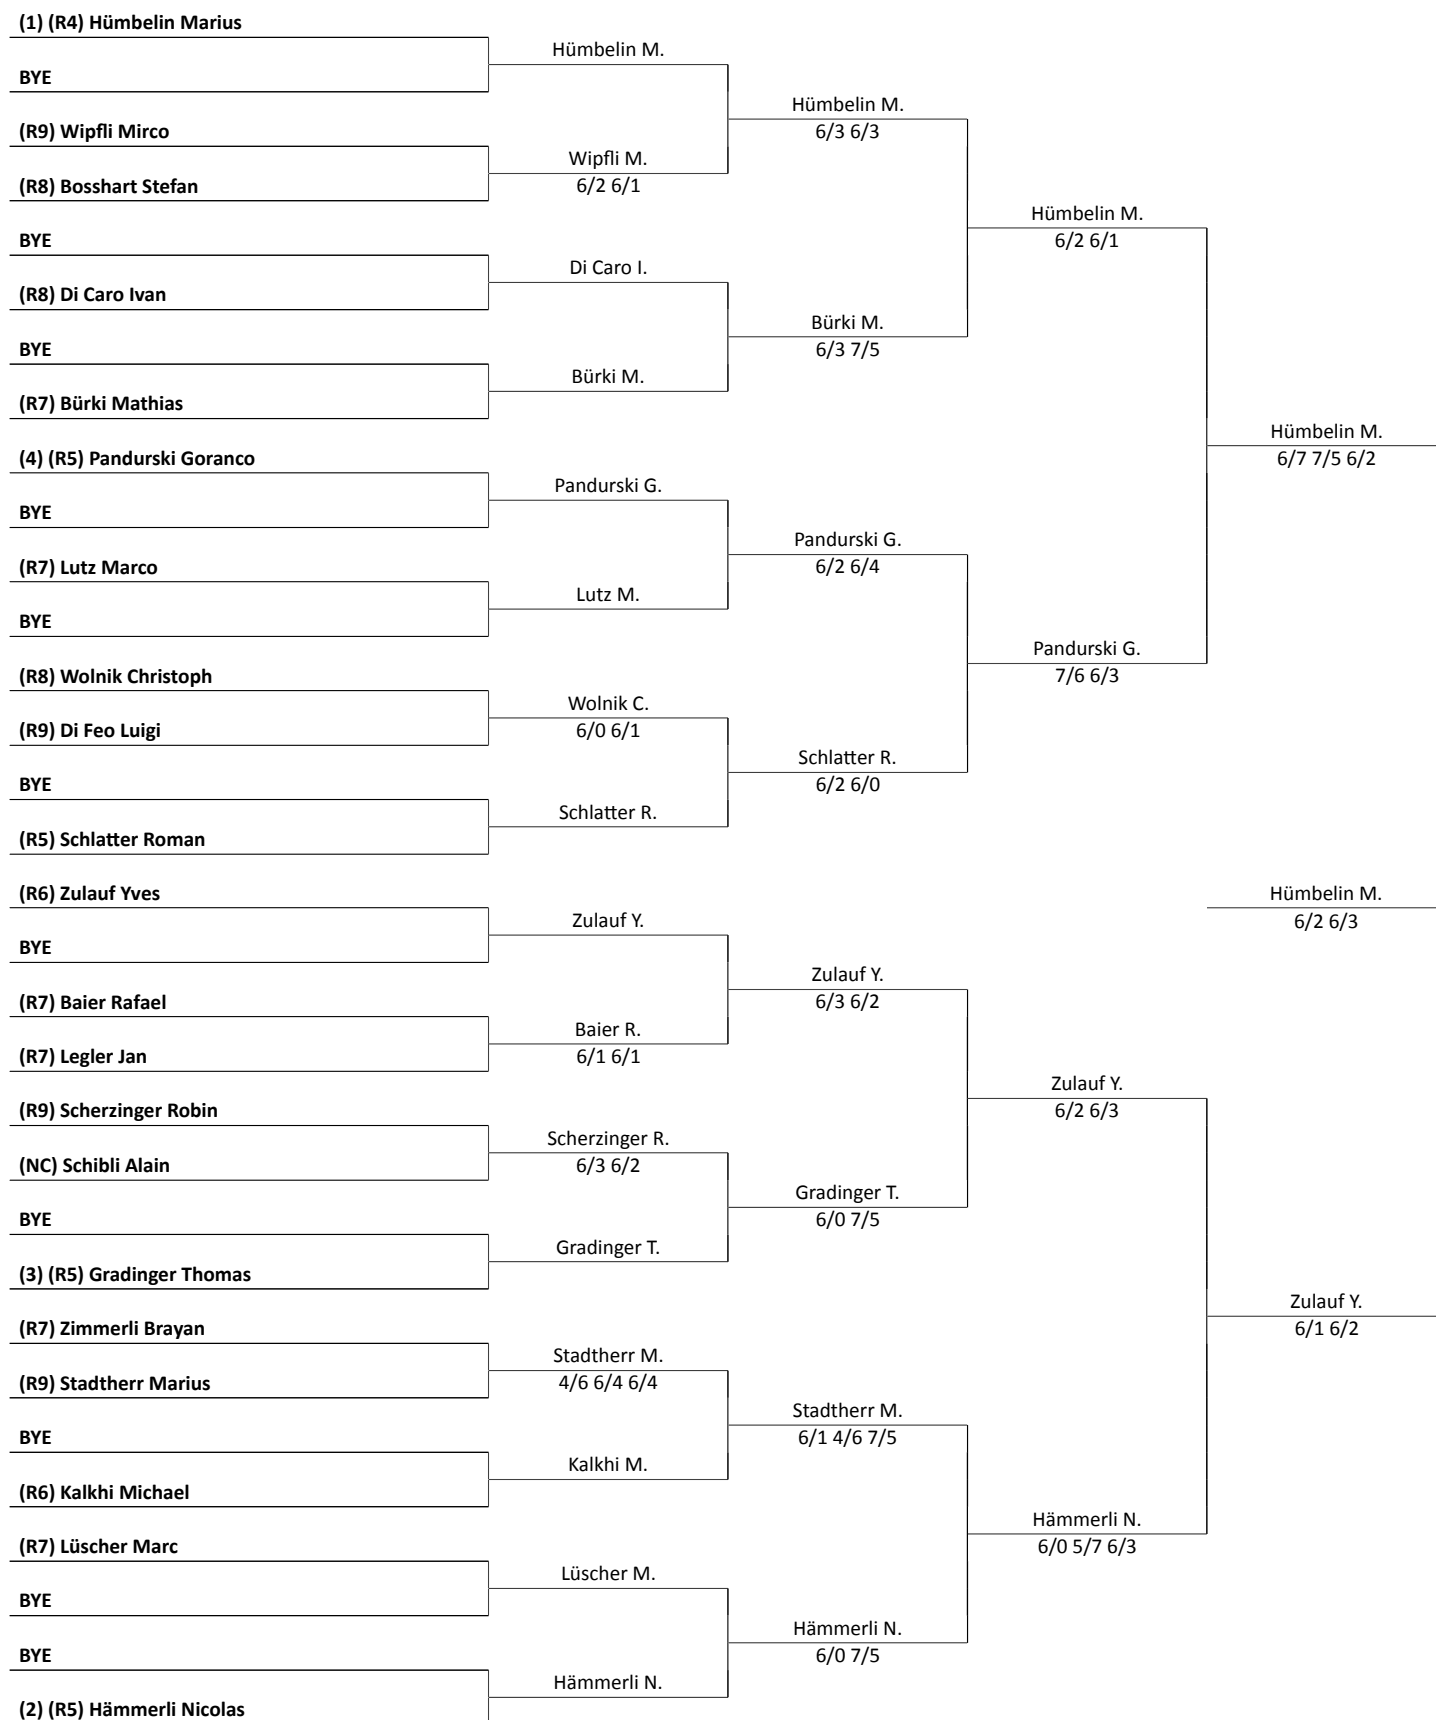 (1) (R4) Hümbelin Marius
BYE
(R9) Wipfli Mirco
(R8) Bosshart Stefan
BYE
(R8) Di Caro Ivan
BYE
(R7) Bürki Mathias
(4) (R5) Pandurski Goranco
BYE
(R7) Lutz Marco
BYE
(R8) Wolnik Christoph
(R9) Di Feo Luigi
BYE
(R5) Schlatter Roman
(R6) Zulauf Yves
BYE
(R7) Baier Rafael
(R7) Legler Jan
(R9) Scherzinger Robin
(NC) Schibli Alain
BYE
(3) (R5) Gradinger Thomas
(R7) Zimmerli Brayan
(R9) Stadtherr Marius
BYE
(R6) Kalkhi Michael
(R7) Lüscher Marc
BYE
BYE
(2) (R5) Hämmerli Nicolas
Hümbelin M.
Wipfli M.
6/2 6/1
Di Caro I.
Bürki M.
Pandurski G.
Lutz M.
Wolnik C.
6/0 6/1
Schlatter R.
Zulauf Y.
Baier R.
6/1 6/1
Scherzinger R.
6/3 6/2
Gradinger T.
Stadtherr M.
4/6 6/4 6/4
Kalkhi M.
Lüscher M.
Hämmerli N.
Hümbelin M.
6/3 6/3
Bürki M.
6/3 7/5
Pandurski G.
6/2 6/4
Schlatter R.
6/2 6/0
Zulauf Y.
6/3 6/2
Gradinger T.
6/0 7/5
Stadtherr M.
6/1 4/6 7/5
Hämmerli N.
6/0 7/5
Hümbelin M.
6/2 6/1
Pandurski G.
7/6 6/3
Zulauf Y.
6/2 6/3
Hämmerli N.
6/0 5/7 6/3
Hümbelin M.
6/7 7/5 6/2
Hümbelin M.
6/2 6/3
Zulauf Y.
6/1 6/2